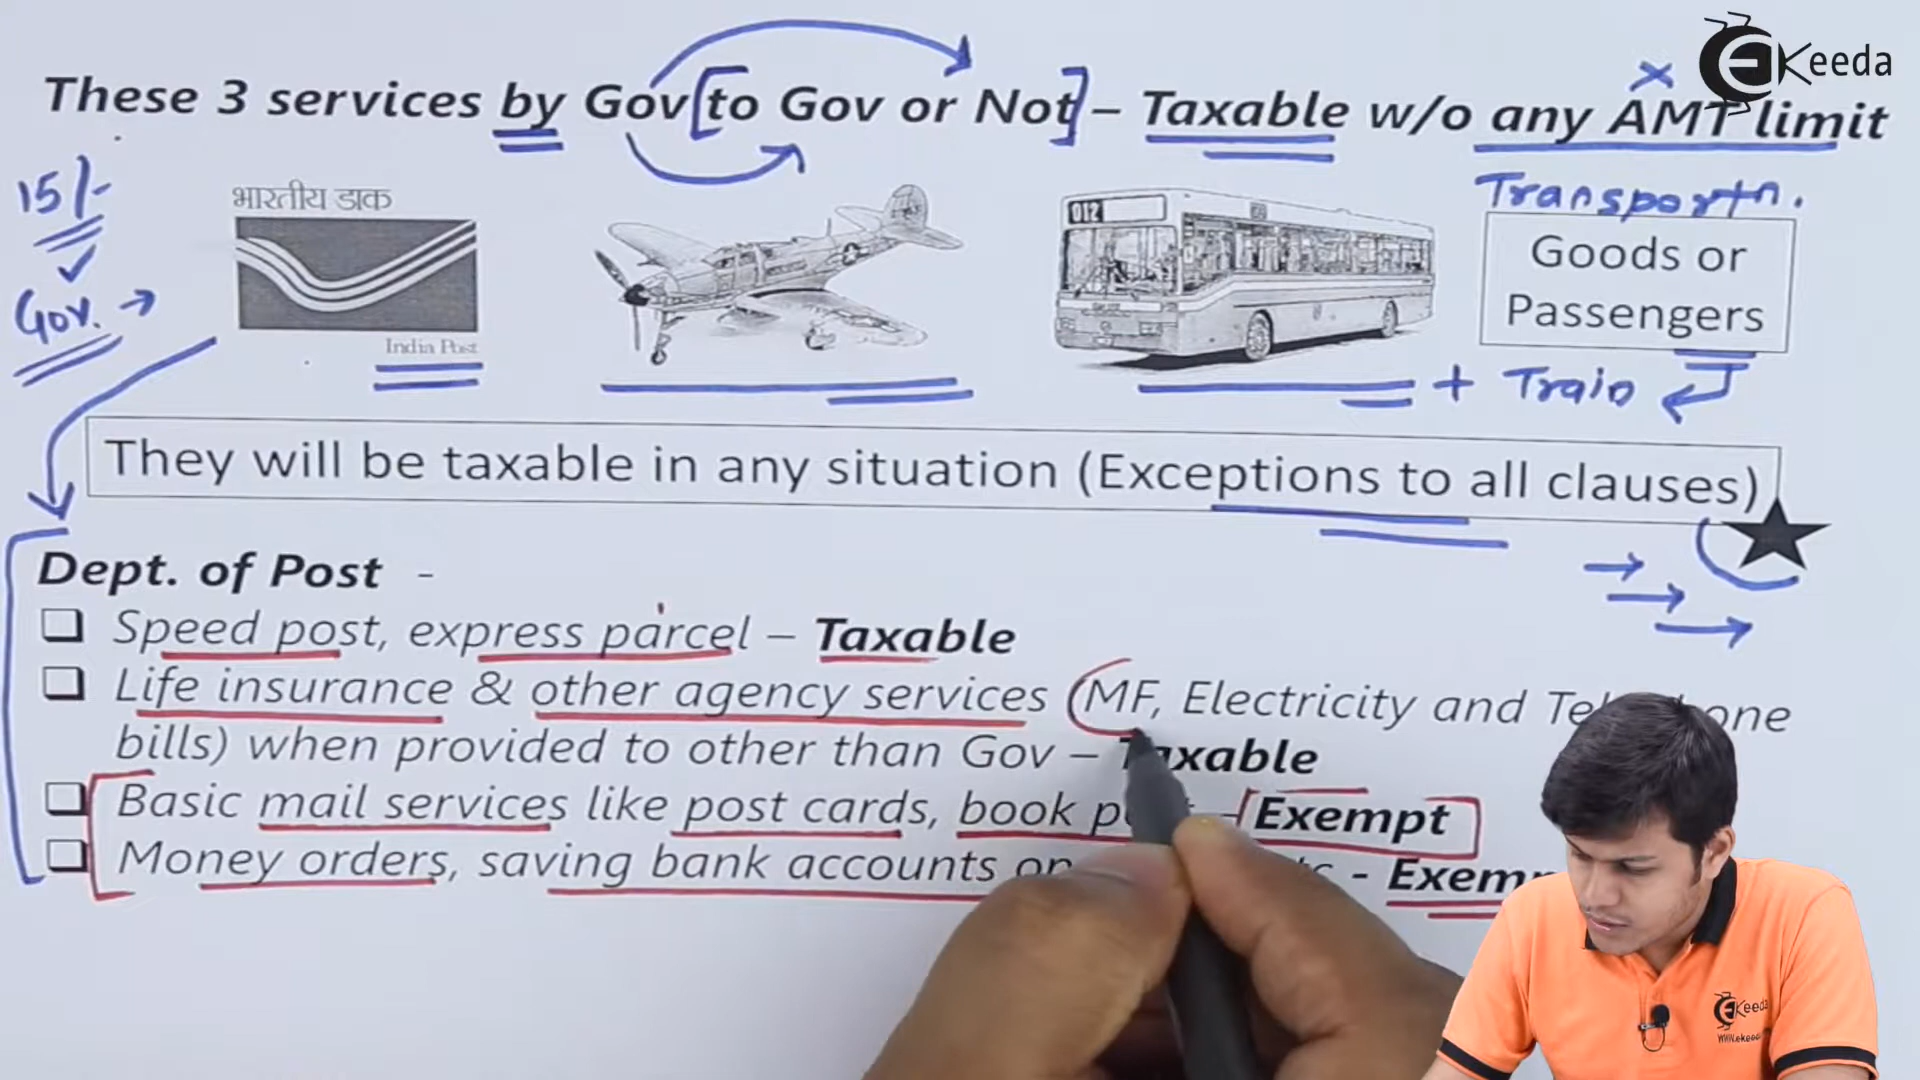 Keeda
These 3 services by Gov [to Gov or Not] – Taxable w/o any AMT limit
15/-
Gov.
भारतीय डाक
India Post
012
Transportn.
Goods or
Passengers
+ Train
They will be taxable in any situation (Exceptions to all clauses)
Dept. of Post -
Speed post, express parcel – Taxable
Life insurance & other agency services (MF, Electricity and
bills) when provided to other than Gov – Taxable
Basic mail services like post cards, book – Exempt
Money orders, saving bank accounts -
Keeda